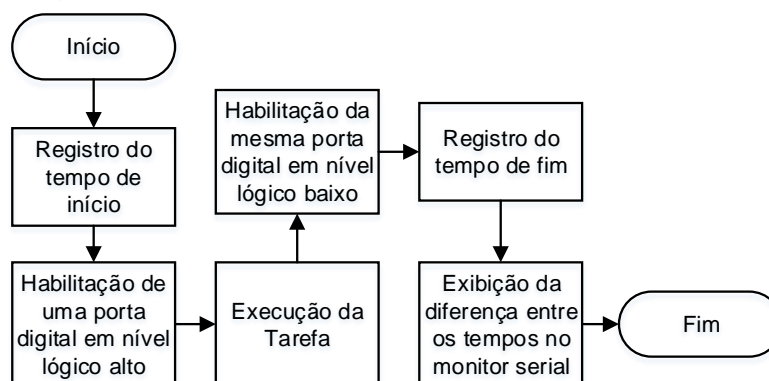 Início
Registro do
tempo de
início
Habilitação de
uma porta
digital em nível
lógico alto
Execução da
Tarefa
Habilitação da
mesma porta
digital em nível
lógico baixo
Registro do
tempo de fim
Exibição da
diferença entre
os tempos no
monitor serial
Fim